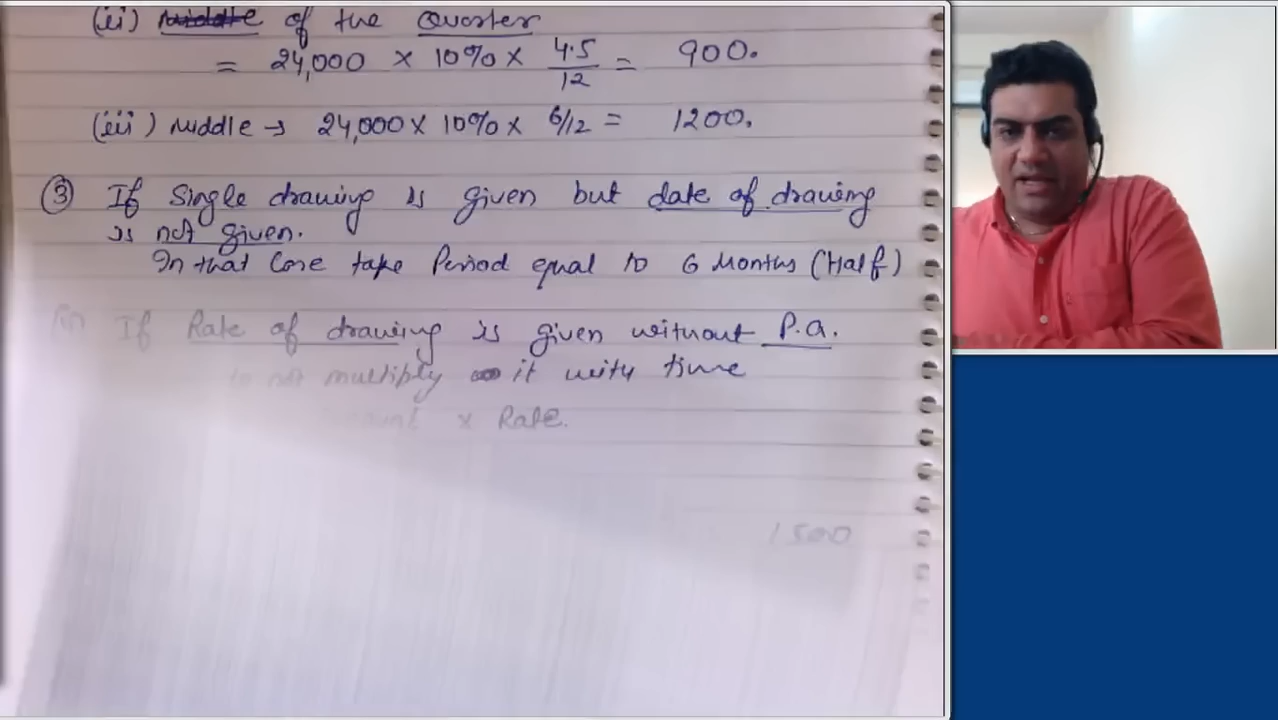 (ii) Middle of the Quarter
= 24,000 × 10% × 4.5/12 = 900.
(iii) Middle → 24,000 × 10% × 6/12 = 1200.
③ If Single drawing is given but date of drawing
is not given.
In that Case take Period equal to 6 Months (Half)
If Rate of drawing is given without P.a.
to not multiply it with time
× Rate.
1500